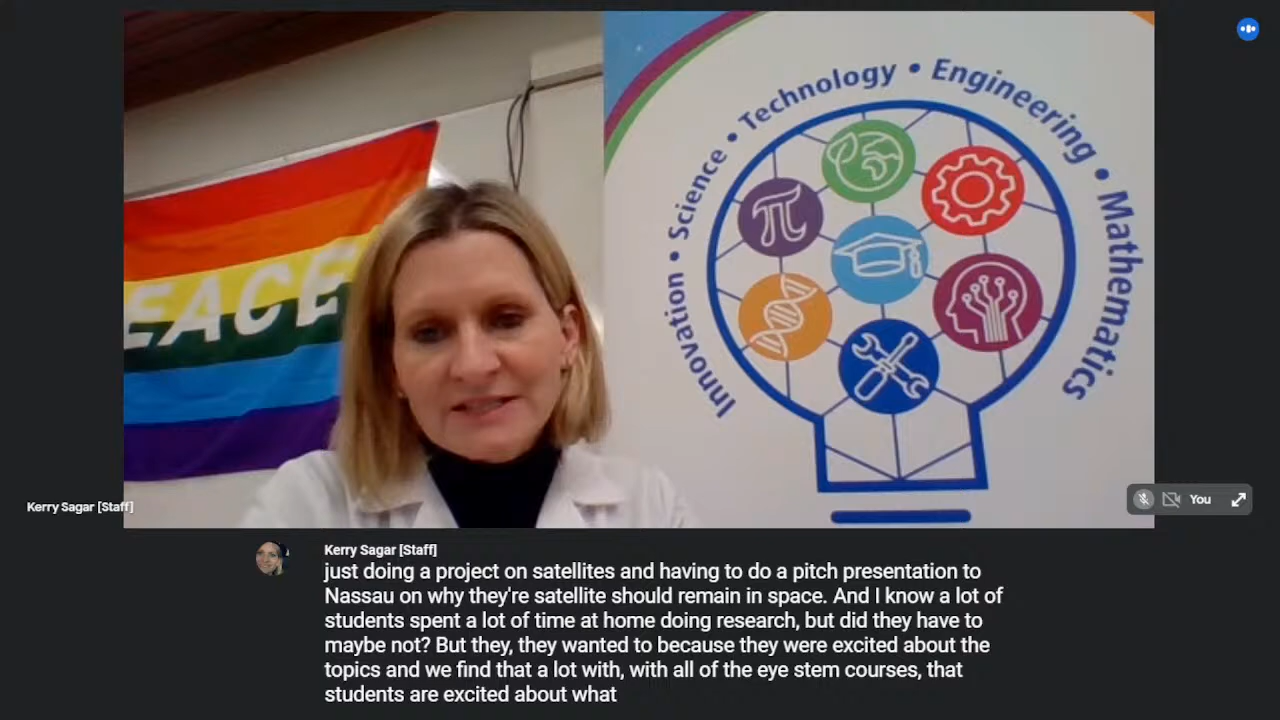 Innovation • Science • Technology • Engineering • Mathematics
EACE
Kerry Sagar [Staff]
You
Kerry Sagar [Staff]
just doing a project on satellites and having to do a pitch presentation to
Nassau on why they're satellite should remain in space. And I know a lot of
students spent a lot of time at home doing research, but did they have to
maybe not? But they, they wanted to because they were excited about the
topics and we find that a lot with, with all of the eye stem courses, that
students are excited about what